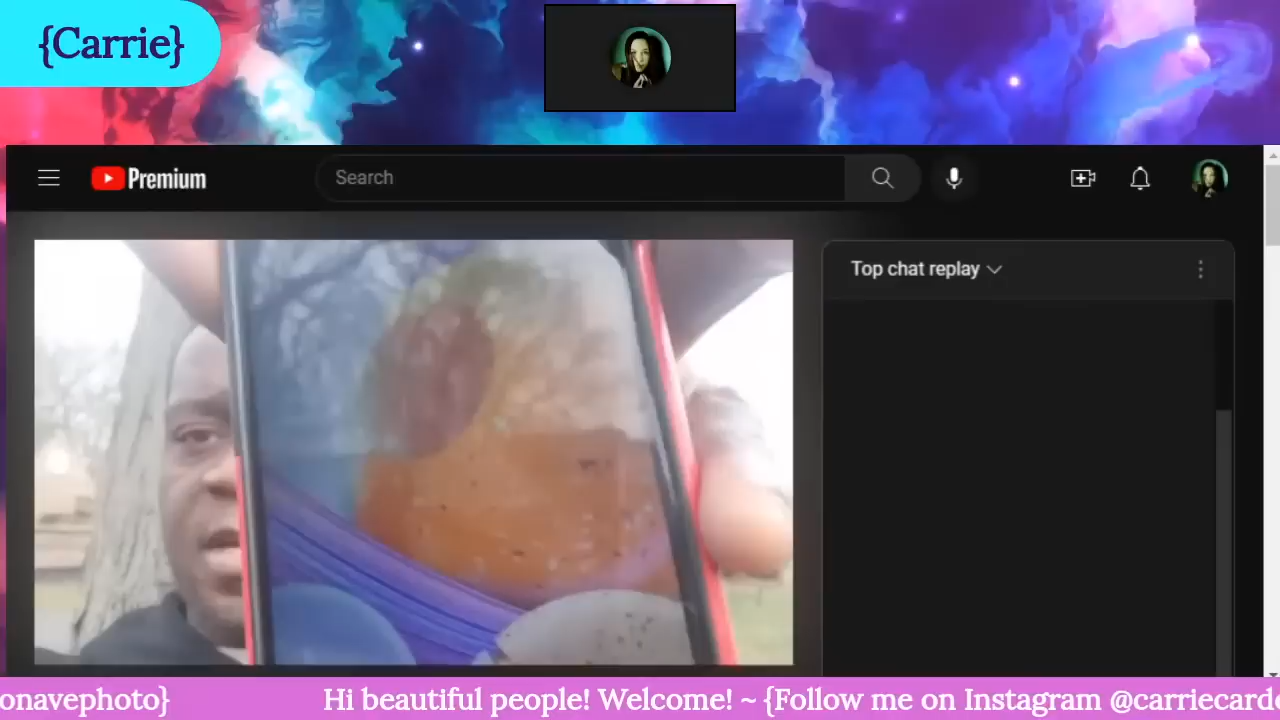 {Carrie}
Premium
Search
Top chat replay
onavephoto} Hi beautiful people! Welcome! ~ {Follow me on Instagram @carriecard